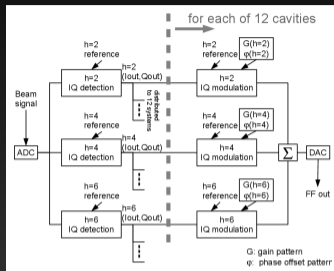 for each of 12 cavities
h=2
reference
h=2
IQ detection
h=2
(Iout,Qout)
distributed
to 12 systems
h=2
reference
G(h=2)
φ(h=2)
h=2
IQ modulation
Beam
signal
ADC
h=4
reference
h=4
IQ detection
h=4
(Iout,Qout)
h=4
reference
G(h=4)
φ(h=4)
h=4
IQ modulation
Σ
DAC
FF out
h=6
reference
h=6
IQ detection
h=6
(Iout,Qout)
h=6
reference
G(h=6)
φ(h=6)
h=6
IQ modulation
G: gain pattern
φ: phase offset pattern